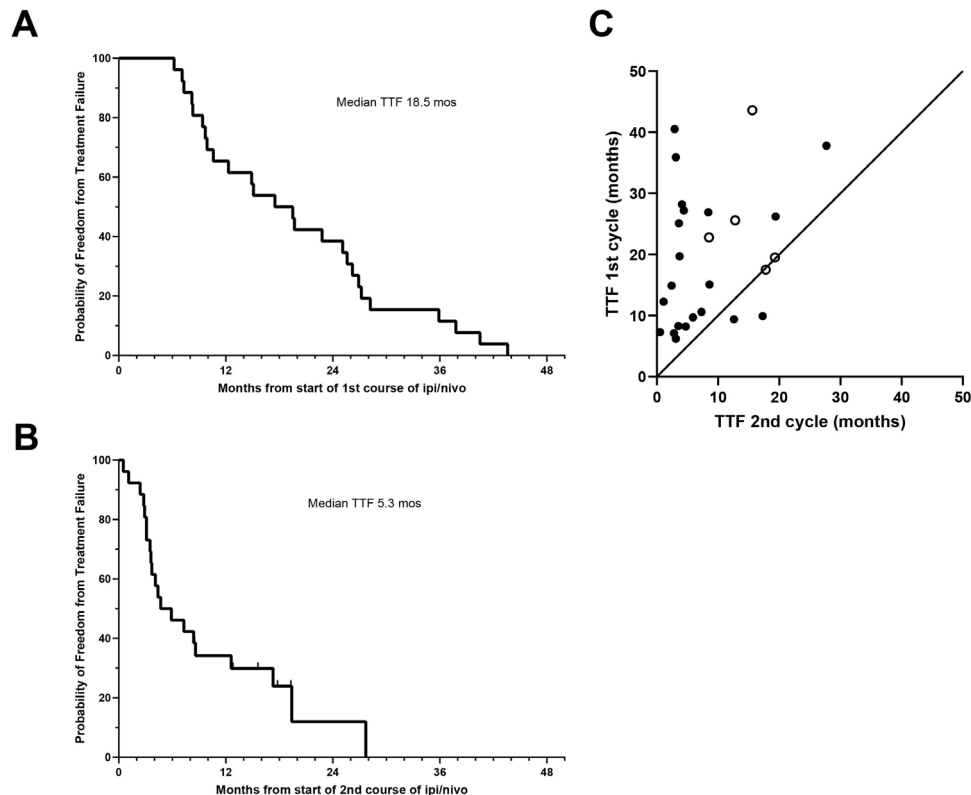 A
Probability of Freedom from Treatment Failure
100
80
60
40
20
0
Median TTF 18.5 mos
0 12 24 36 48
Months from start of 1st course of ipi/nivo
B
Probability of Freedom from Treatment Failure
100
80
60
40
20
0
Median TTF 5.3 mos
0 12 24 36 48
Months from start of 2nd course of ipi/nivo
C
TTF 1st cycle (months)
50
40
30
20
10
0
0 10 20 30 40 50
TTF 2nd cycle (months)